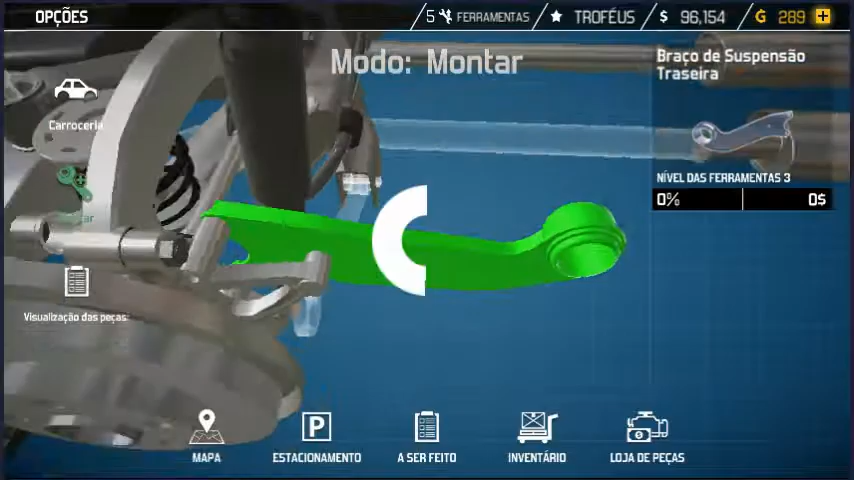 OPÇÕES
5 FERRAMENTAS
TROFÉUS
$ 96,154
G 289
Modo: Montar
Braço de Suspensão
Traseira
Carroceria
NÍVEL DAS FERRAMENTAS 3
0%
0$
Visualização das peças
MAPA
P
ESTACIONAMENTO
A SER FEITO
INVENTÁRIO
LOJA DE PEÇAS